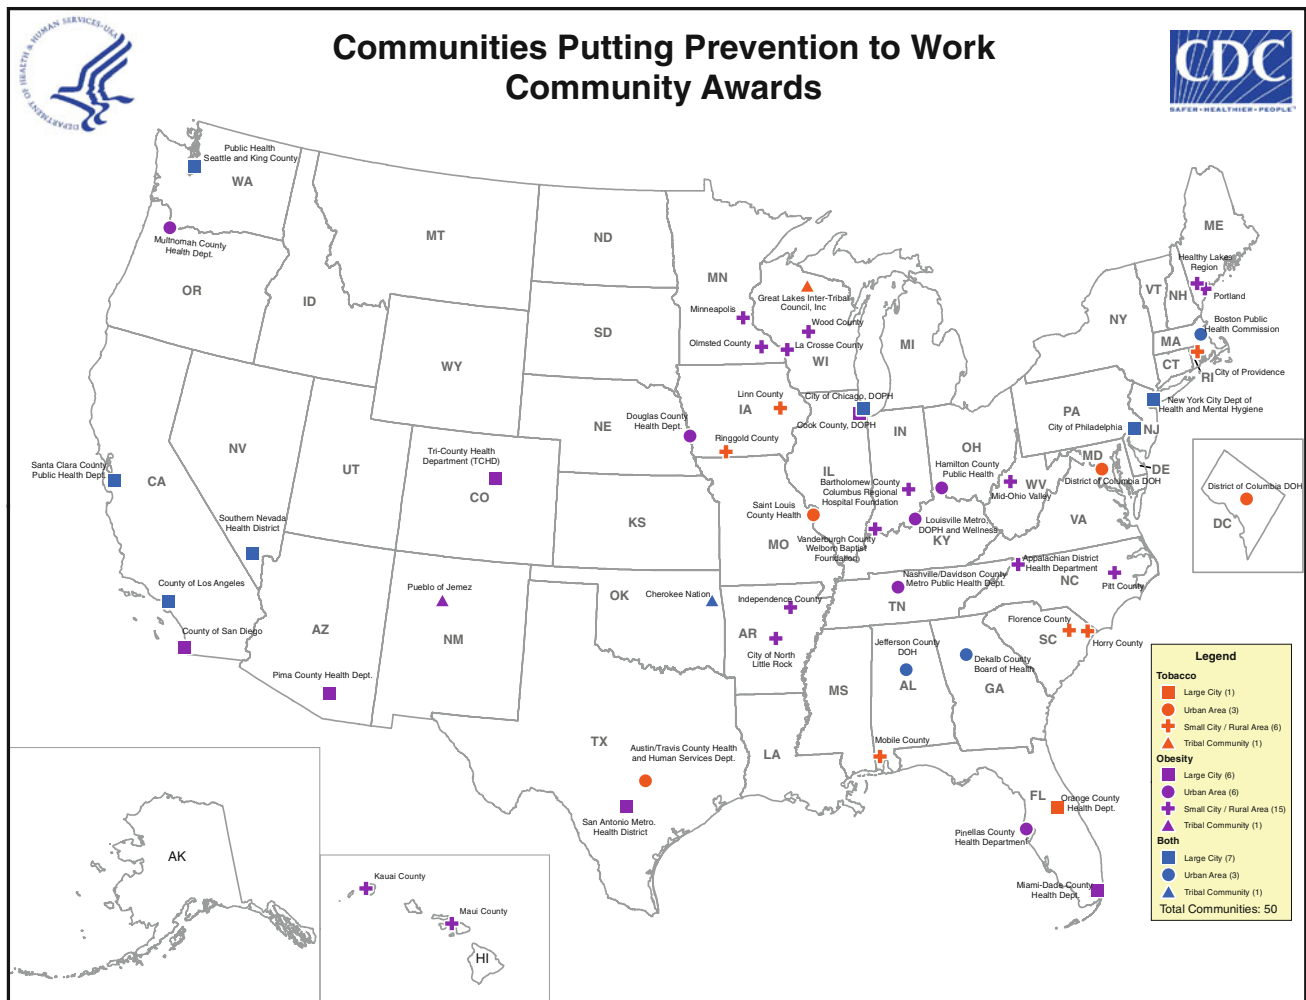 Communities Putting Prevention to Work
Community Awards
DEPARTMENT OF HEALTH & HUMAN SERVICES•USA
CDC
SAFER•HEALTHIER•PEOPLE™
Public Health
Seattle and King County
WA
Multnomah County
Health Dept.
OR
ID
MT
ND
MN
SD
WY
NE
Great Lakes Inter-Tribal
Council, Inc
Minneapolis
Wood County
Olmsted County
La Crosse County
WI
MI
ME
Healthy Lakes
Region
Portland
VT
NH
NY
Boston Public
Health Commission
MA
CT
RI
City of Providence
New York City Dept of
Health and Mental Hygiene
PA
City of Philadelphia
NJ
MD
DE
District of Columbia DOH
District of Columbia DOH
DC
Linn County
IA
City of Chicago, DOPH
Cook County, DOPH
Douglas County
Health Dept.
Ringgold County
IN
OH
Hamilton County
Public Health
IL
Bartholomew County
Columbus Regional
Hospital Foundation
Mid-Ohio Valley
WV
VA
Saint Louis
County Health
MO
Vanderburgh County
Welborn Baptist
Foundation
Louisville Metro,
DOPH and Wellness
KY
Santa Clara County
Public Health Dept.
CA
NV
UT
Tri-County Health
Department (TCHD)
CO
KS
Southern Nevada
Health District
County of Los Angeles
County of San Diego
AZ
Pima County Health Dept.
Pueblo of Jemez
NM
OK
Cherokee Nation
Independence County
AR
City of North
Little Rock
Nashville/Davidson County
Metro Public Health Dept.
TN
Appalachian District
Health Department
NC
Pitt County
Florence County
SC
Horry County
Jefferson County
DOH
AL
Dekalb County
Board of Health
GA
MS
LA
Mobile County
TX
Austin/Travis County Health
and Human Services Dept.
San Antonio Metro.
Health District
FL
Orange County
Health Dept.
Pinellas County
Health Department
Miami-Dade County
Health Dept.
AK
Kauai County
Maui County
HI
Legend
Tobacco
Large City (1)
Urban Area (3)
Small City / Rural Area (6)
Tribal Community (1)
Obesity
Large City (6)
Urban Area (6)
Small City / Rural Area (15)
Tribal Community (1)
Both
Large City (7)
Urban Area (3)
Tribal Community (1)
Total Communities: 50